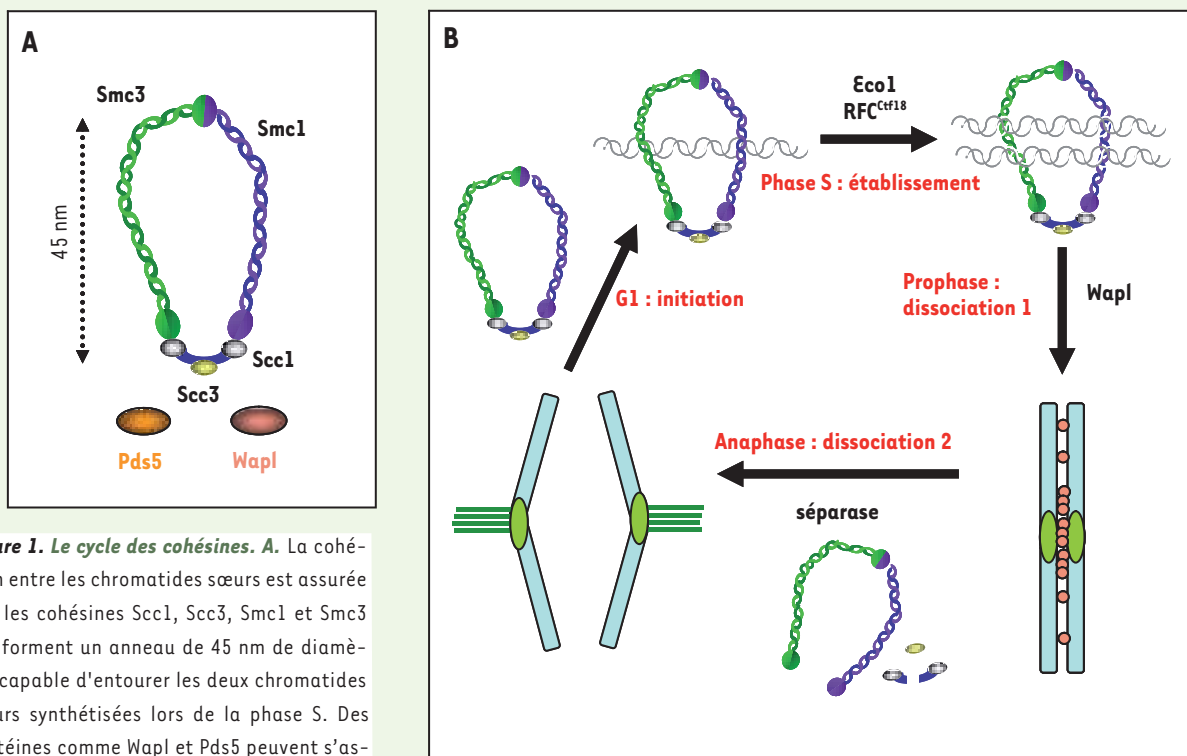 A
Smc3
Smc1
45 nm
Scc1
Scc3
Pds5
Wapl
B
Eco1
RFC^Ctf18
Phase S : établissement
G1 : initiation
Prophase :
dissociation 1
Wapl
Anaphase : dissociation 2
séparase
ure 1. Le cycle des cohésines. A. La cohé-
n entre les chromatides sœurs est assurée
les cohésines Scc1, Scc3, Smc1 et Smc3
forment un anneau de 45 nm de diamè-
capable d'entourer les deux chromatides
urs synthétisées lors de la phase S. Des
téines comme Wapl et Pds5 peuvent s'as-